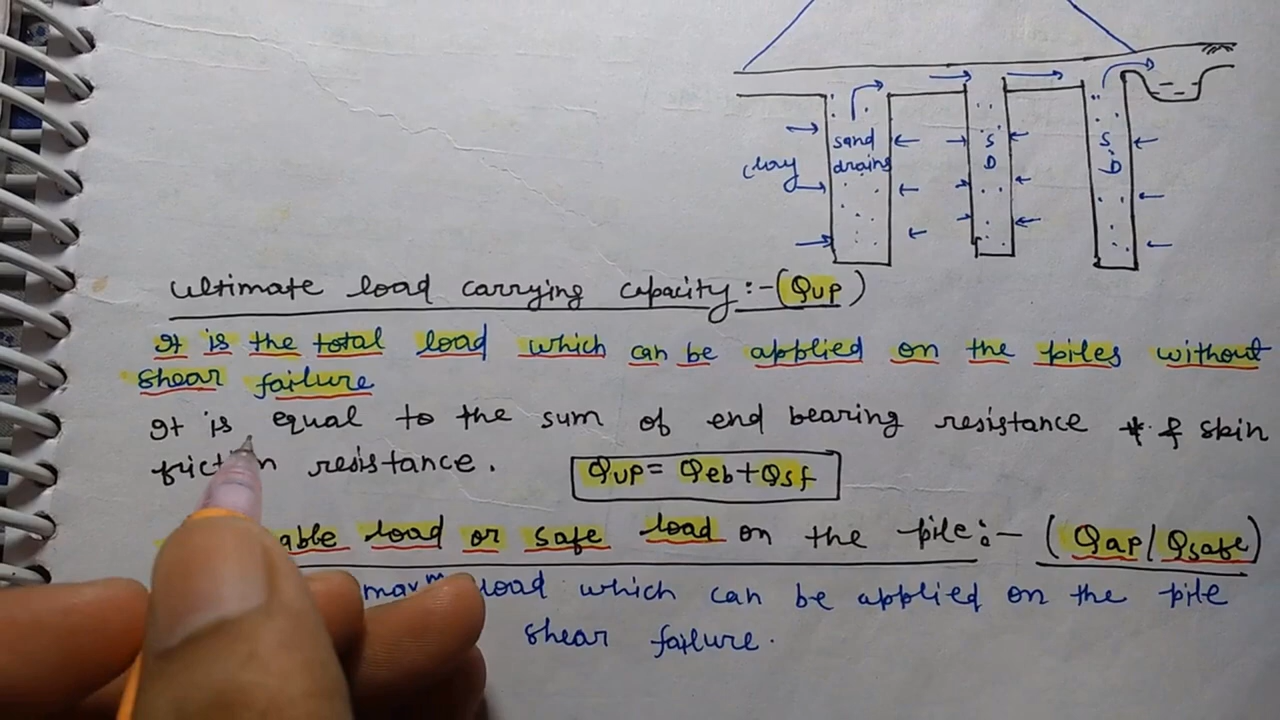 sand
drains
S
D
S.D
clay
ultimate load carrying capacity :- (Qup)
It is the total load which can be applied on the piles without
shear failure
It is equal to the sum of end bearing resistance & skin
friction resistance.
Qup = Qeb + Qsf
able load or safe load on the pile :- (Qap/Qsafe)
maxm load which can be applied on the pile
shear failure.